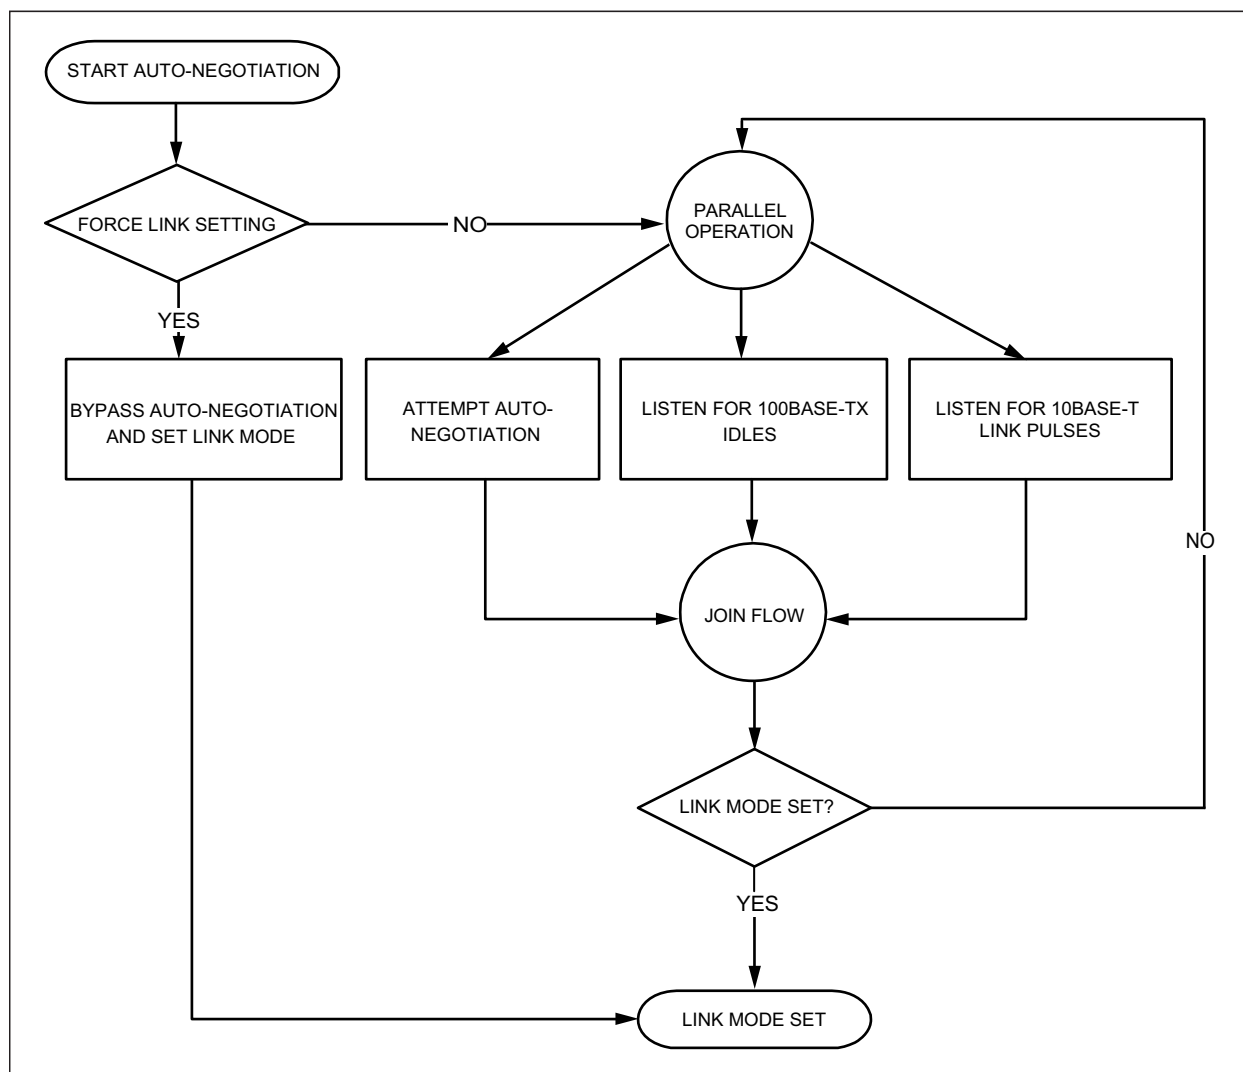 START AUTO-NEGOTIATION
FORCE LINK SETTING
NO
PARALLEL
OPERATION
YES
BYPASS AUTO-NEGOTIATION
AND SET LINK MODE
ATTEMPT AUTO-
NEGOTIATION
LISTEN FOR 100BASE-TX
IDLES
LISTEN FOR 10BASE-T
LINK PULSES
NO
JOIN FLOW
LINK MODE SET?
YES
LINK MODE SET